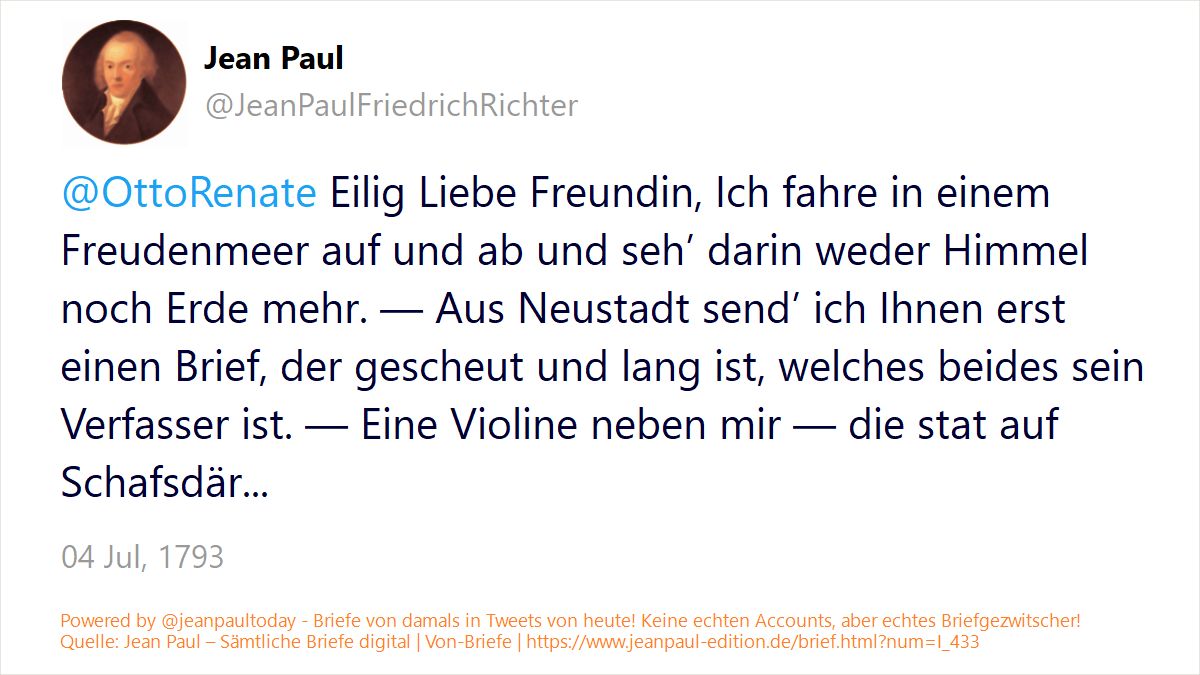 Jean Paul
@JeanPaulFriedrichRichter
@OttoRenate Eilig Liebe Freundin, Ich fahre in einem
Freudenmeer auf und ab und seh’ darin weder Himmel
noch Erde mehr. — Aus Neustadt send’ ich Ihnen erst
einen Brief, der gescheut und lang ist, welches beides sein
Verfasser ist. — Eine Violine neben mir — die stat auf
Schafsdär...
04 Jul, 1793
Powered by @jeanpaultoday - Briefe von damals in Tweets von heute! Keine echten Accounts, aber echtes Briefgezwitscher!
Quelle: Jean Paul – Sämtliche Briefe digital | Von-Briefe | https://www.jeanpaul-edition.de/brief.html?num=I_433